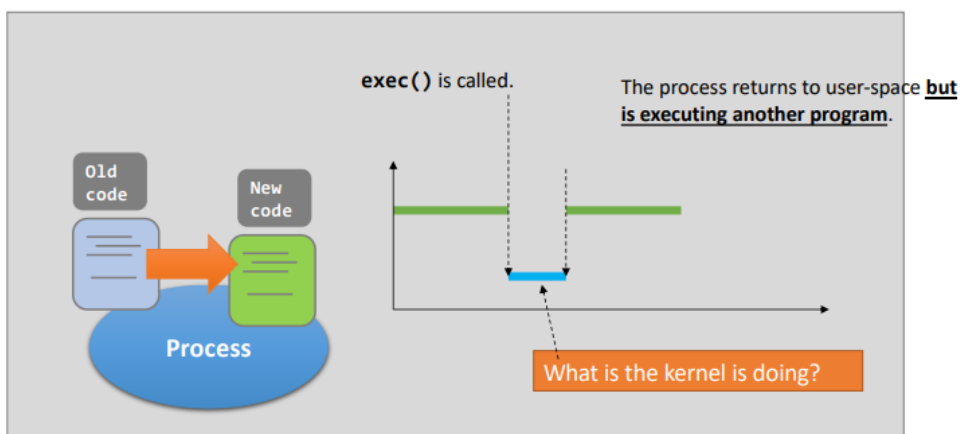 exec() is called.
The process returns to user-space but
is executing another program.
Old
code
New
code
Process
What is the kernel is doing?